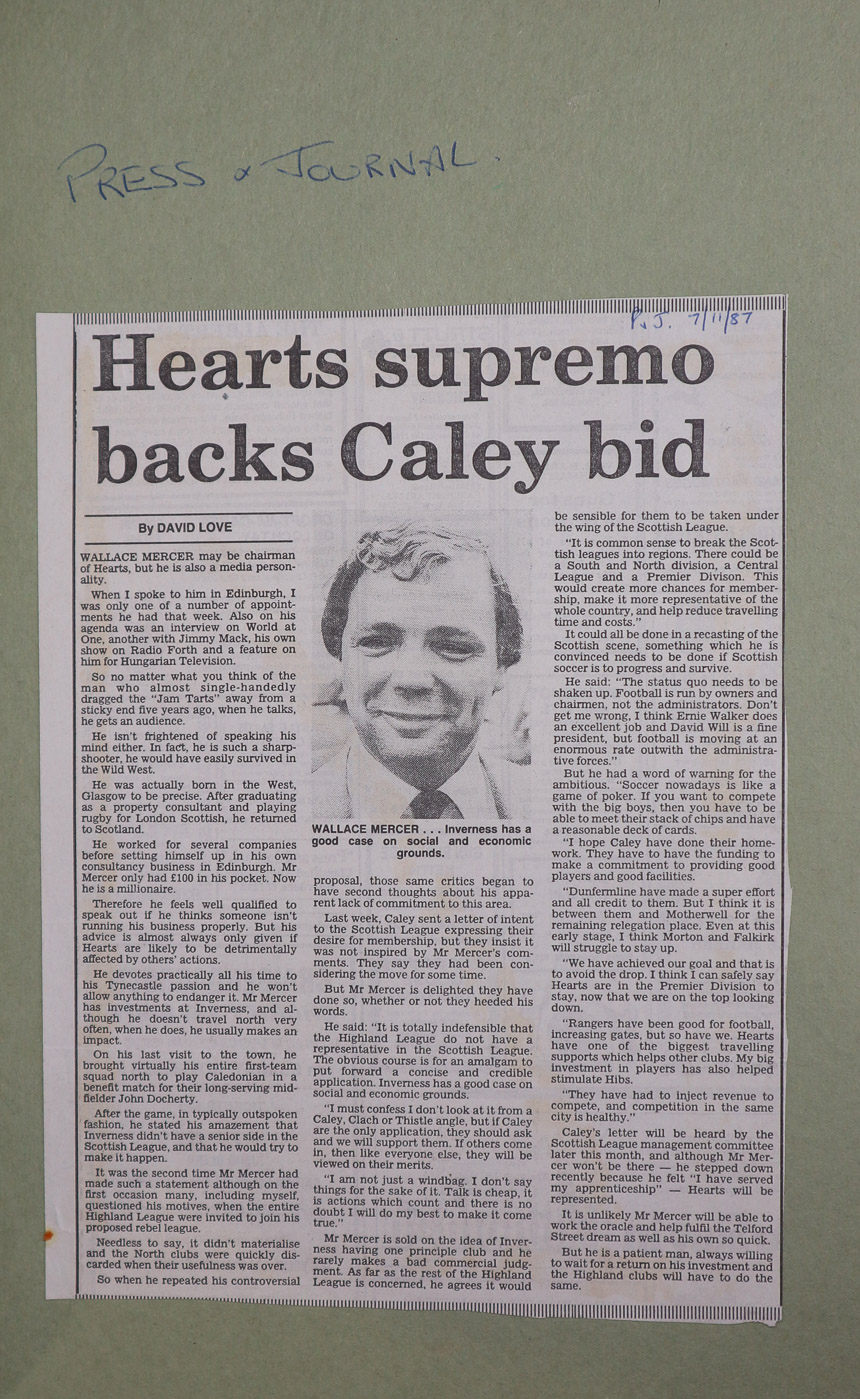 PRESS & JOURNAL.
P.J. 7/11/87
Hearts supremo
backs Caley bid
By DAVID LOVE
WALLACE MERCER may be chairman
of Hearts, but he is also a media person-
ality.
When I spoke to him in Edinburgh, I
was only one of a number of appoint-
ments he had that week. Also on his
agenda was an interview on World at
One, another with Jimmy Mack, his own
show on Radio Forth and a feature on
him for Hungarian Television.
So no matter what you think of the
man who almost single-handedly
dragged the “Jam Tarts” away from a
sticky end five years ago, when he talks,
he gets an audience.
He isn't frightened of speaking his
mind either. In fact, he is such a sharp-
shooter, he would have easily survived in
the Wild West.
He was actually born in the West,
Glasgow to be precise. After graduating
as a property consultant and playing
rugby for London Scottish, he returned
to Scotland.
He worked for several companies
before setting himself up in his own
consultancy business in Edinburgh. Mr
Mercer only had £100 in his pocket. Now
he is a millionaire.
Therefore he feels well qualified to
speak out if he thinks someone isn't
running his business properly. But his
advice is almost always only given if
Hearts are likely to be detrimentally
affected by others' actions.
He devotes practically all his time to
his Tynecastle passion and he won't
allow anything to endanger it. Mr Mercer
has investments at Inverness, and al-
though he doesn't travel north very
often, when he does, he usually makes an
impact.
On his last visit to the town, he
brought virtually his entire first-team
squad north to play Caledonian in a
benefit match for their long-serving mid-
fielder John Docherty.
After the game, in typically outspoken
fashion, he stated his amazement that
Inverness didn't have a senior side in the
Scottish League, and that he would try to
make it happen.
It was the second time Mr Mercer had
made such a statement although on the
first occasion many, including myself,
questioned his motives, when the entire
Highland League were invited to join his
proposed rebel league.
Needless to say, it didn't materialise
and the North clubs were quickly dis-
carded when their usefulness was over.
So when he repeated his controversial
WALLACE MERCER . . . Inverness has a
good case on social and economic
grounds.
proposal, those same critics began to
have second thoughts about his appa-
rent lack of commitment to this area.
Last week, Caley sent a letter of intent
to the Scottish League expressing their
desire for membership, but they insist it
was not inspired by Mr Mercer's com-
ments. They say they had been con-
sidering the move for some time.
But Mr Mercer is delighted they have
done so, whether or not they heeded his
words.
He said: “It is totally indefensible that
the Highland League do not have a
representative in the Scottish League.
The obvious course is for an amalgam to
put forward a concise and credible
application. Inverness has a good case on
social and economic grounds.
“I must confess I don't look at it from a
Caley, Clach or Thistle angle, but if Caley
are the only application, they should ask
and we will support them. If others come
in, then like everyone else, they will be
viewed on their merits.
“I am not just a windbag. I don't say
things for the sake of it. Talk is cheap, it
is actions which count and there is no
doubt I will do my best to make it come
true.”
Mr Mercer is sold on the idea of Inver-
ness having one principle club and he
rarely makes a bad commercial judg-
ment. As far as the rest of the Highland
League is concerned, he agrees it would
be sensible for them to be taken under
the wing of the Scottish League.
“It is common sense to break the Scot-
tish leagues into regions. There could be
a South and North division, a Central
League and a Premier Divison. This
would create more chances for member-
ship, make it more representative of the
whole country, and help reduce travelling
time and costs.”
It could all be done in a recasting of the
Scottish scene, something which he is
convinced needs to be done if Scottish
soccer is to progress and survive.
He said: “The status quo needs to be
shaken up. Football is run by owners and
chairmen, not the administrators. Don't
get me wrong, I think Ernie Walker does
an excellent job and David Will is a fine
president, but football is moving at an
enormous rate outwith the administra-
tive forces.”
But he had a word of warning for the
ambitious. “Soccer nowadays is like a
game of poker. If you want to compete
with the big boys, then you have to be
able to meet their stack of chips and have
a reasonable deck of cards.
“I hope Caley have done their home-
work. They have to have the funding to
make a commitment to providing good
players and good facilities.
“Dunfermline have made a super effort
and all credit to them. But I think it is
between them and Motherwell for the
remaining relegation place. Even at this
early stage, I think Morton and Falkirk
will struggle to stay up.
“We have achieved our goal and that is
to avoid the drop. I think I can safely say
Hearts are in the Premier Division to
stay, now that we are on the top looking
down.
“Rangers have been good for football,
increasing gates, but so have we. Hearts
have one of the biggest travelling
supports which helps other clubs. My big
investment in players has also helped
stimulate Hibs.
“They have had to inject revenue to
compete, and competition in the same
city is healthy.”
Caley's letter will be heard by the
Scottish League management committee
later this month, and although Mr Mer-
cer won't be there — he stepped down
recently because he felt “I have served
my apprenticeship” — Hearts will be
represented.
It is unlikely Mr Mercer will be able to
work the oracle and help fulfil the Telford
Street dream as well as his own so quick.
But he is a patient man, always willing
to wait for a return on his investment and
the Highland clubs will have to do the
same.